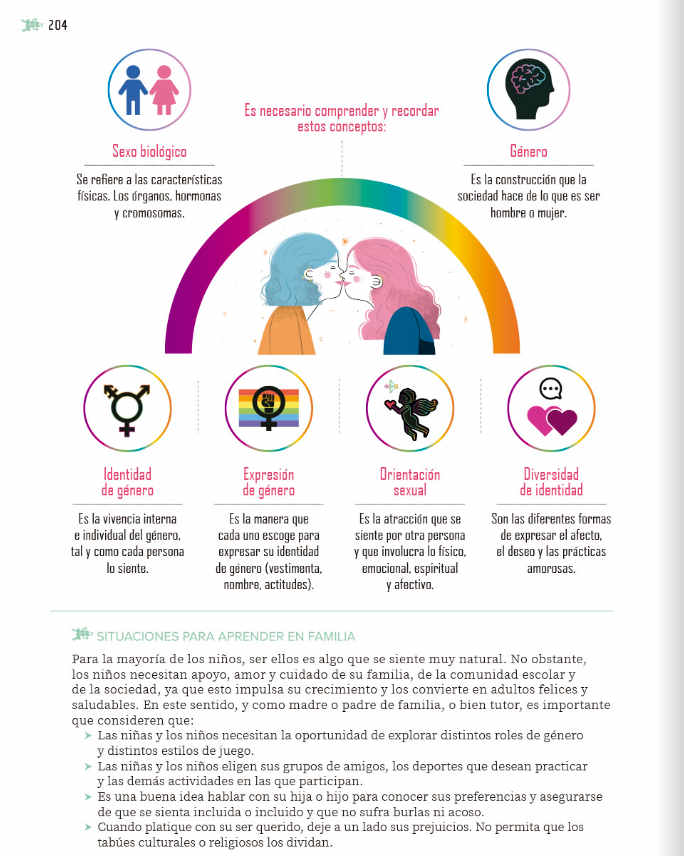 204
Es necesario comprender y recordar
estos conceptos:
Sexo biológico
Se refiere a las características
físicas. Los órganos, hormonas
y cromosomas.
Género
Es la construcción que la
sociedad hace de lo que es ser
hombre o mujer.
Identidad
de género
Es la vivencia interna
e individual del género,
tal y como cada persona
lo siente.
Expresión
de género
Es la manera que
cada uno escoge para
expresar su identidad
de género (vestimenta,
nombre, actitudes).
Orientación
sexual
Es la atracción que se
siente por otra persona
y que involucra lo físico,
emocional, espiritual
y afectivo.
Diversidad
de identidad
Son las diferentes formas
de expresar el afecto,
el deseo y las prácticas
amorosas.
SITUACIONES PARA APRENDER EN FAMILIA
Para la mayoría de los niños, ser ellos es algo que se siente muy natural. No obstante,
los niños necesitan apoyo, amor y cuidado de su familia, de la comunidad escolar y
de la sociedad, ya que esto impulsa su crecimiento y los convierte en adultos felices y
saludables. En este sentido, y como madre o padre de familia, o bien tutor, es importante
que consideren que:
➤ Las niñas y los niños necesitan la oportunidad de explorar distintos roles de género
y distintos estilos de juego.
➤ Las niñas y los niños eligen sus grupos de amigos, los deportes que desean practicar
y las demás actividades en las que participan.
➤ Es una buena idea hablar con su hija o hijo para conocer sus preferencias y asegurarse
de que se sienta incluida o incluido y que no sufra burlas ni acoso.
➤ Cuando platique con su ser querido, deje a un lado sus prejuicios. No permita que los
tabúes culturales o religiosos los dividan.